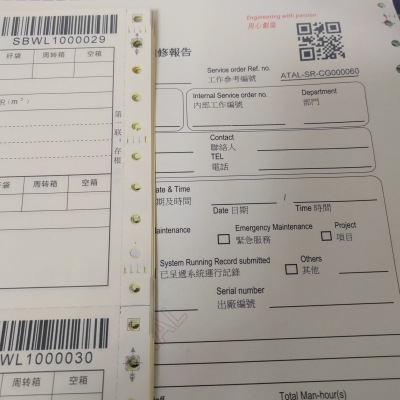 SBWL1000029
好袋 周转箱 空箱
R(m³)
第一联：存根
好袋 周转箱 空箱
WL1000030
周转箱 空箱
Engineering with passion
用心創建
修報告
Service order Ref. no.
工作參考編號 ATAL-SR-CG000060
Internal Service order no.
內部工作編號
Department
部門
Contact
聯絡人
TEL
電話
ate & Time
期及時間
/
Date 日期 Time 時間
aintenance
Emergency Maintenance
緊急服務
Project
項目
System Running Record submitted
已呈遞系統運行記錄
Others
其他
Serial number
出廠編號
Total Man-hour(s)